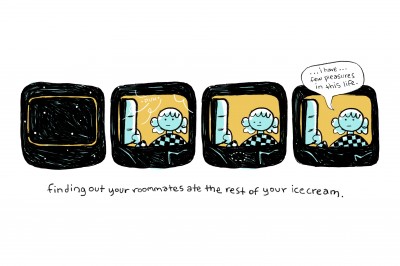 ...I have...
few pleasures
in this life.
finding out your roommates ate the rest of your icecream.